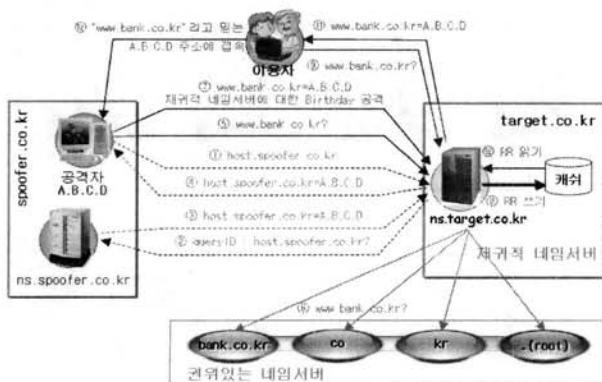 ⑫ "www.bank.co.kr" 라고 믿는
A.B.C.D 주소에 접속
⑪ www.bank.co.kr=A.B.C.D
이용자
⑨ www.bank.co.kr?
⑦ www.bank.co.kr=A.B.C.D
재귀적 네임서버에 대한 Birthday 공격
⑤ www.bank.co.kr?
① host.spoofer.co.kr
④ host.spoofer.co.kr=A.B.C.D
③ host.spoofer.co.kr=A.B.C.D
② queryID : host.spoofer.co.kr?
spoofer.co.kr
공격자
A.B.C.D
ns.spoofer.co.kr
target.co.kr
⑩ RR 읽기
캐쉬
⑧ RR 쓰기
ns.target.co.kr
재귀적 네임서버
⑥ www.bank.co.kr?
bank.co.kr
co
kr
.(root)
권위있는 네임서버